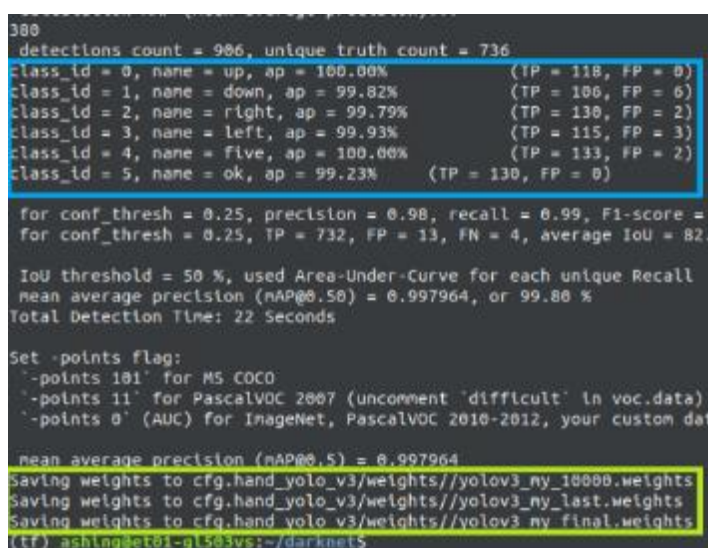 380
detections count = 906, unique truth count = 736
class_id = 0, name = up, ap = 100.00% (TP = 118, FP = 0)
class_id = 1, name = down, ap = 99.82% (TP = 106, FP = 6)
class_id = 2, name = right, ap = 99.79% (TP = 130, FP = 2)
class_id = 3, name = left, ap = 99.93% (TP = 115, FP = 3)
class_id = 4, name = five, ap = 100.00% (TP = 133, FP = 2)
class_id = 5, name = ok, ap = 99.23% (TP = 130, FP = 0)
for conf_thresh = 0.25, precision = 0.98, recall = 0.99, F1-score =
for conf_thresh = 0.25, TP = 732, FP = 13, FN = 4, average IoU = 82.
IoU threshold = 50 %, used Area-Under-Curve for each unique Recall
mean average precision (mAP@0.50) = 0.997964, or 99.80 %
Total Detection Time: 22 Seconds
Set -points flag:
`-points 101` for MS COCO
`-points 11` for PascalVOC 2007 (uncomment `difficult` in voc.data)
`-points 0` (AUC) for ImageNet, PascalVOC 2010-2012, your custom dat
mean average precision (mAP@0.5) = 0.997964
Saving weights to cfg.hand_yolo_v3/weights//yolov3_my_10000.weights
Saving weights to cfg.hand_yolo_v3/weights//yolov3_my_last.weights
Saving weights to cfg.hand_yolo_v3/weights//yolov3_my_final.weights
(tf) ashing@et01-gl503vs:~/darknet$